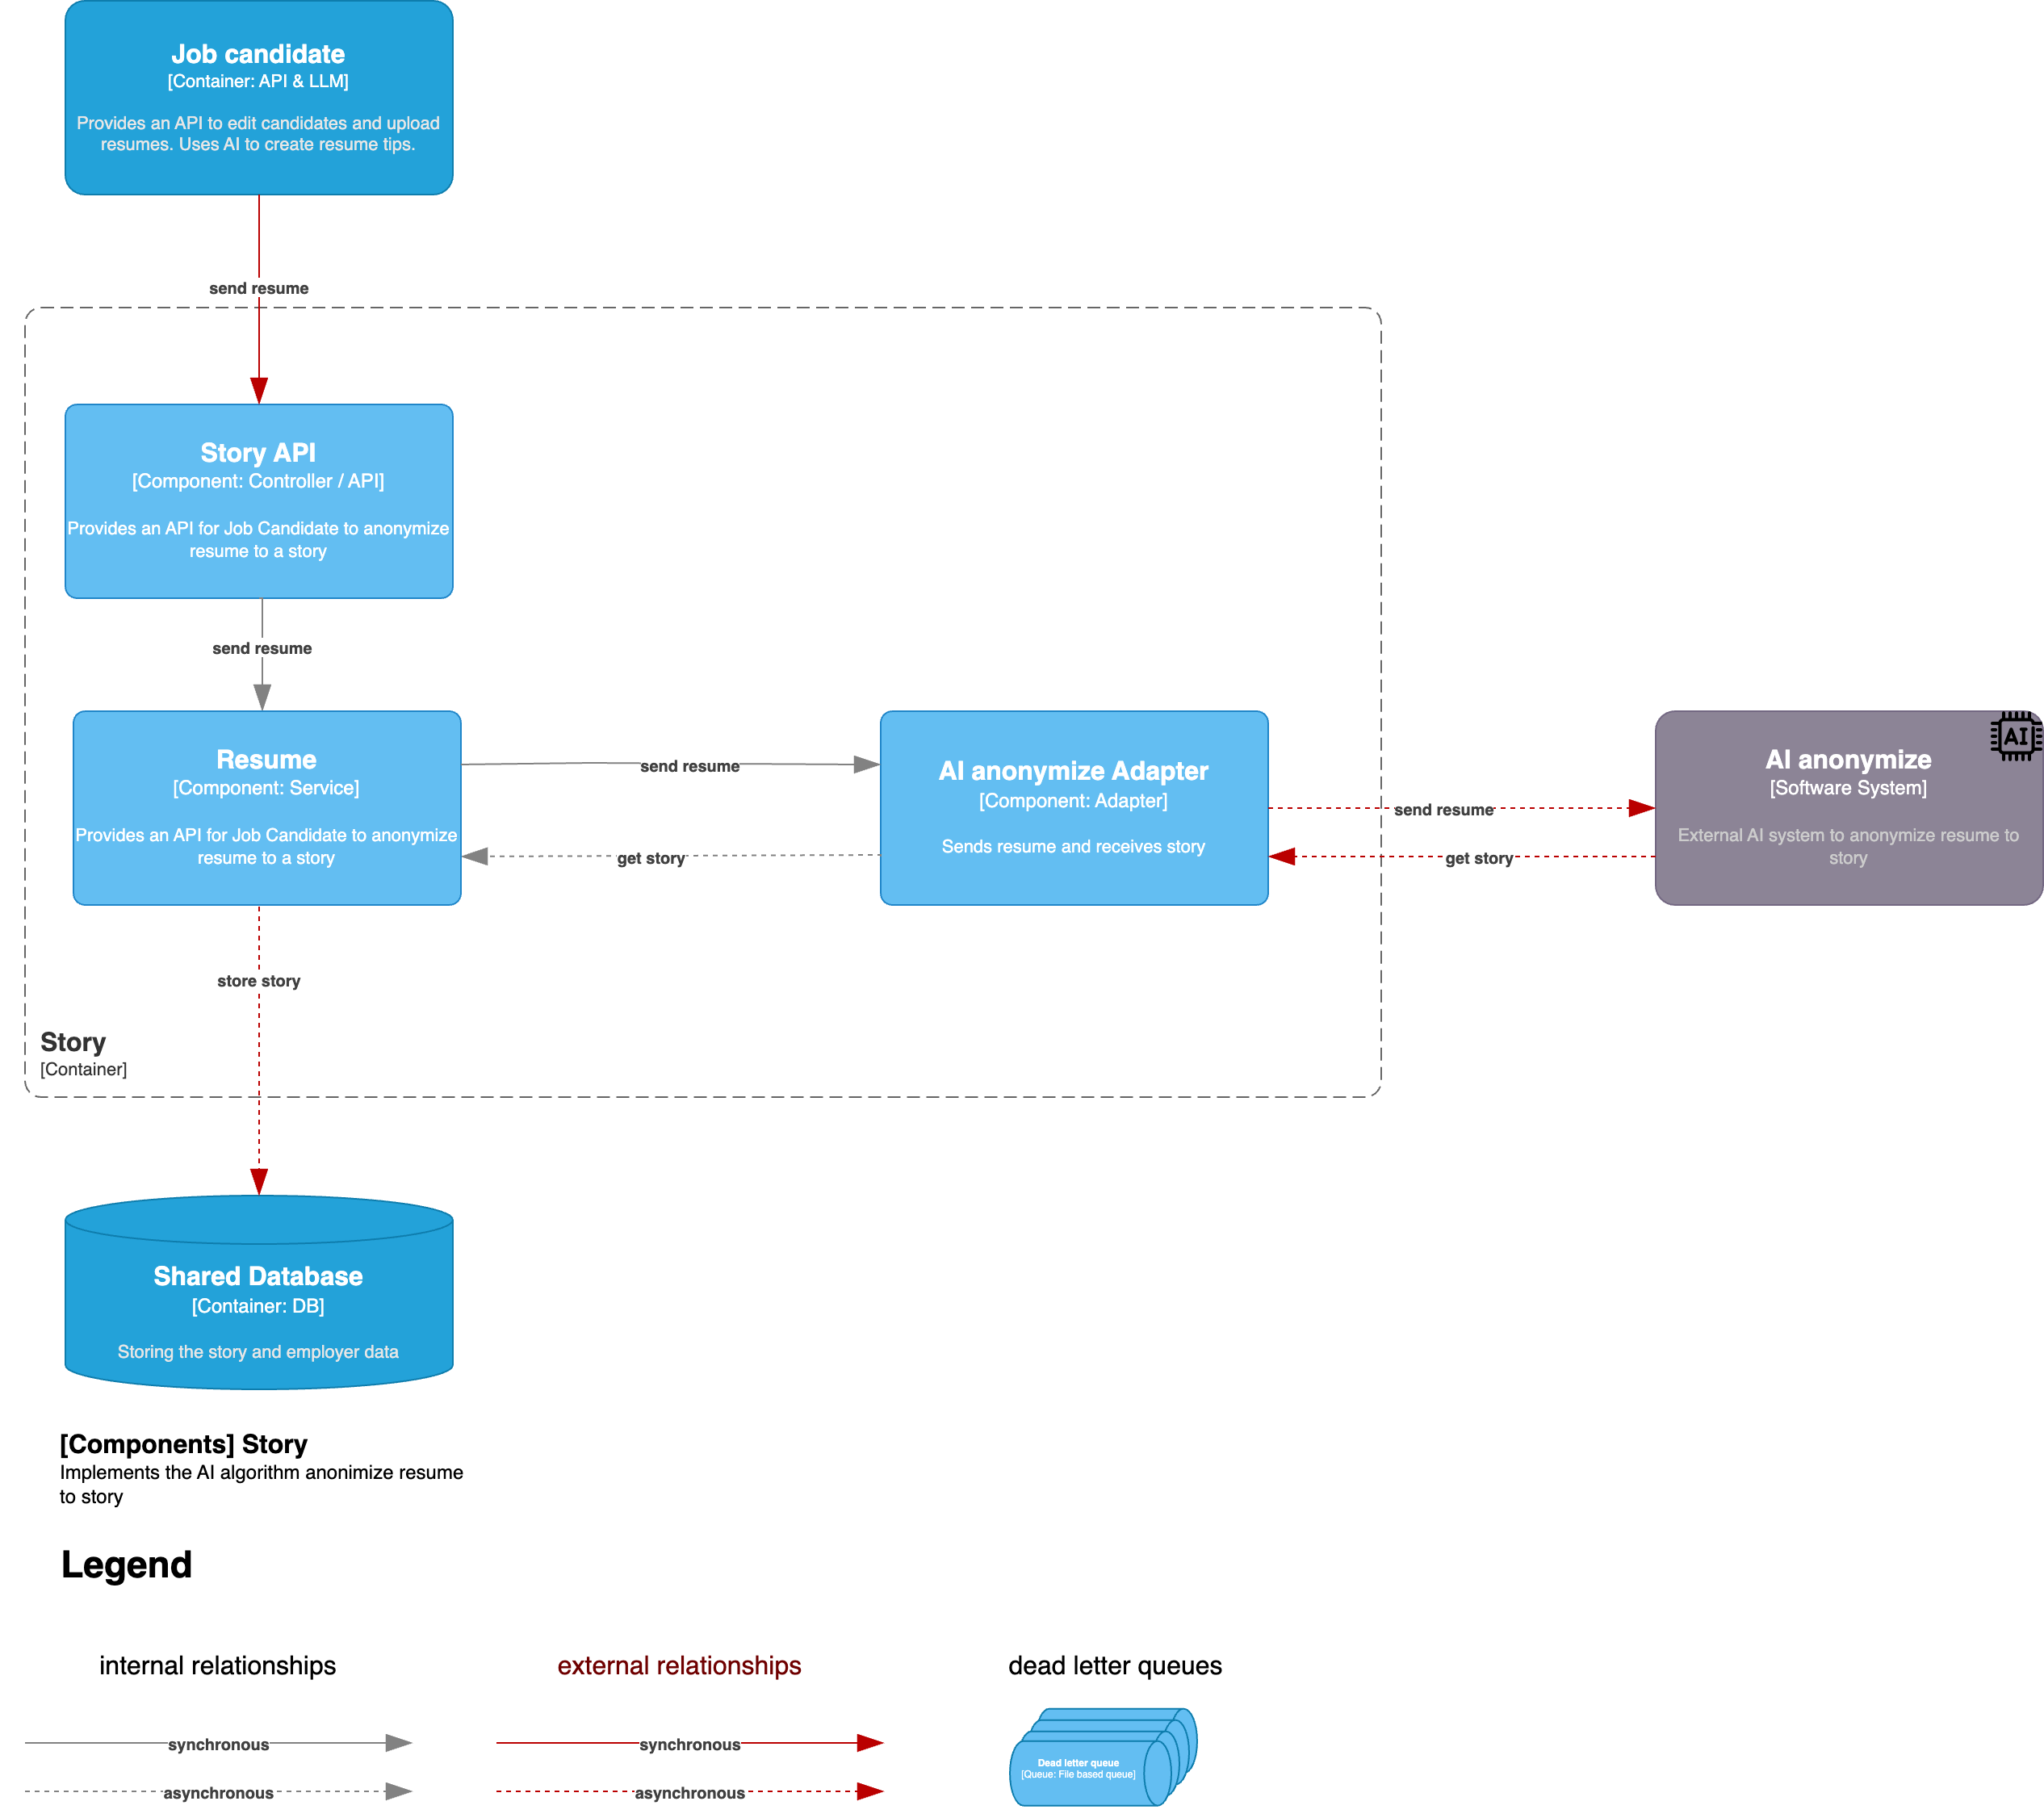 Job candidate
[Container: API & LLM]
Provides an API to edit candidates and upload
resumes. Uses AI to create resume tips.
send resume
Story API
[Component: Controller / API]
Provides an API for Job Candidate to anonymize
resume to a story
send resume
Resume
[Component: Service]
Provides an API for Job Candidate to anonymize
resume to a story
send resume
get story
AI anonymize Adapter
[Component: Adapter]
Sends resume and receives story
send resume
get story
AI
AI anonymize
[Software System]
External AI system to anonymize resume to
story
store story
Story
[Container]
Shared Database
[Container: DB]
Storing the story and employer data
[Components] Story
Implements the AI algorithm anonimize resume
to story
Legend
internal relationships
synchronous
asynchronous
external relationships
synchronous
asynchronous
dead letter queues
Dead letter queue
[Queue: File based queue]